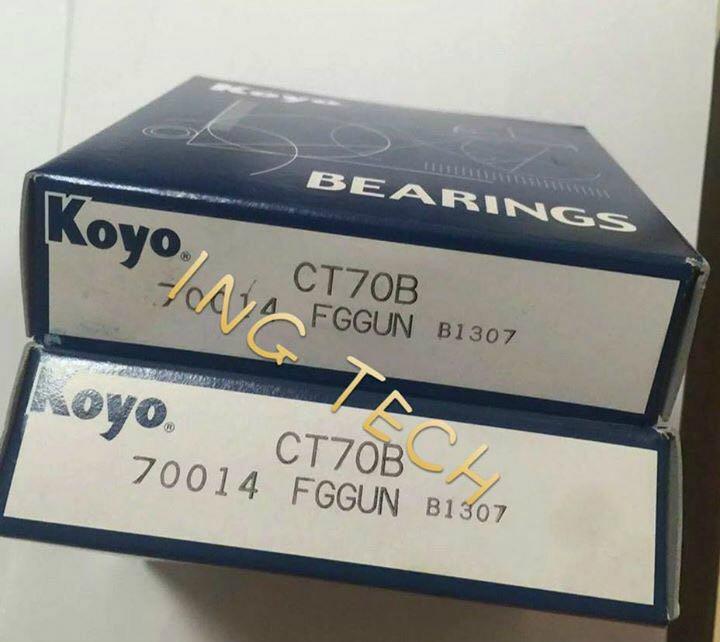 Koyo
BEARINGS
Koyo®
CT70B
70014 FGGUN B1307
Koyo®
CT70B
70014 FGGUN B1307
ING TECH